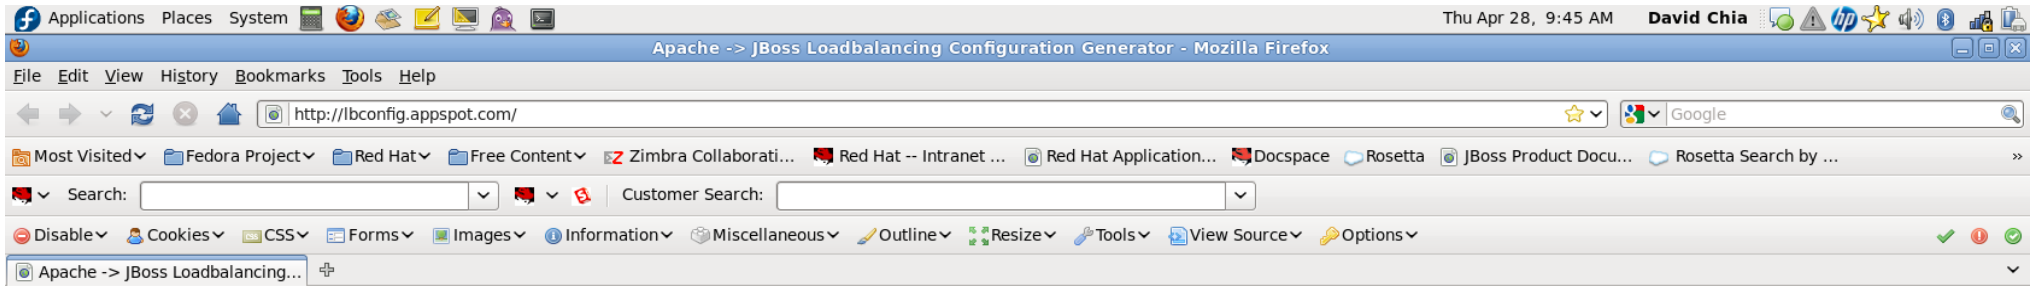 Applications Places System Thu Apr 28, 9:45 AM David Chia
Apache -> JBoss Loadbalancing Configuration Generator - Mozilla Firefox
File Edit View History Bookmarks Tools Help
http://lbconfig.appspot.com/ Google
Most Visited Fedora Project Red Hat Free Content Zimbra Collaborati... Red Hat -- Intranet ... Red Hat Application... Docspace Rosetta JBoss Product Docu... Rosetta Search by ... »
Search: Customer Search:
Disable Cookies CSS Forms Images Information Miscellaneous Outline Resize Tools View Source Options
Apache -> JBoss Loadbalancing...